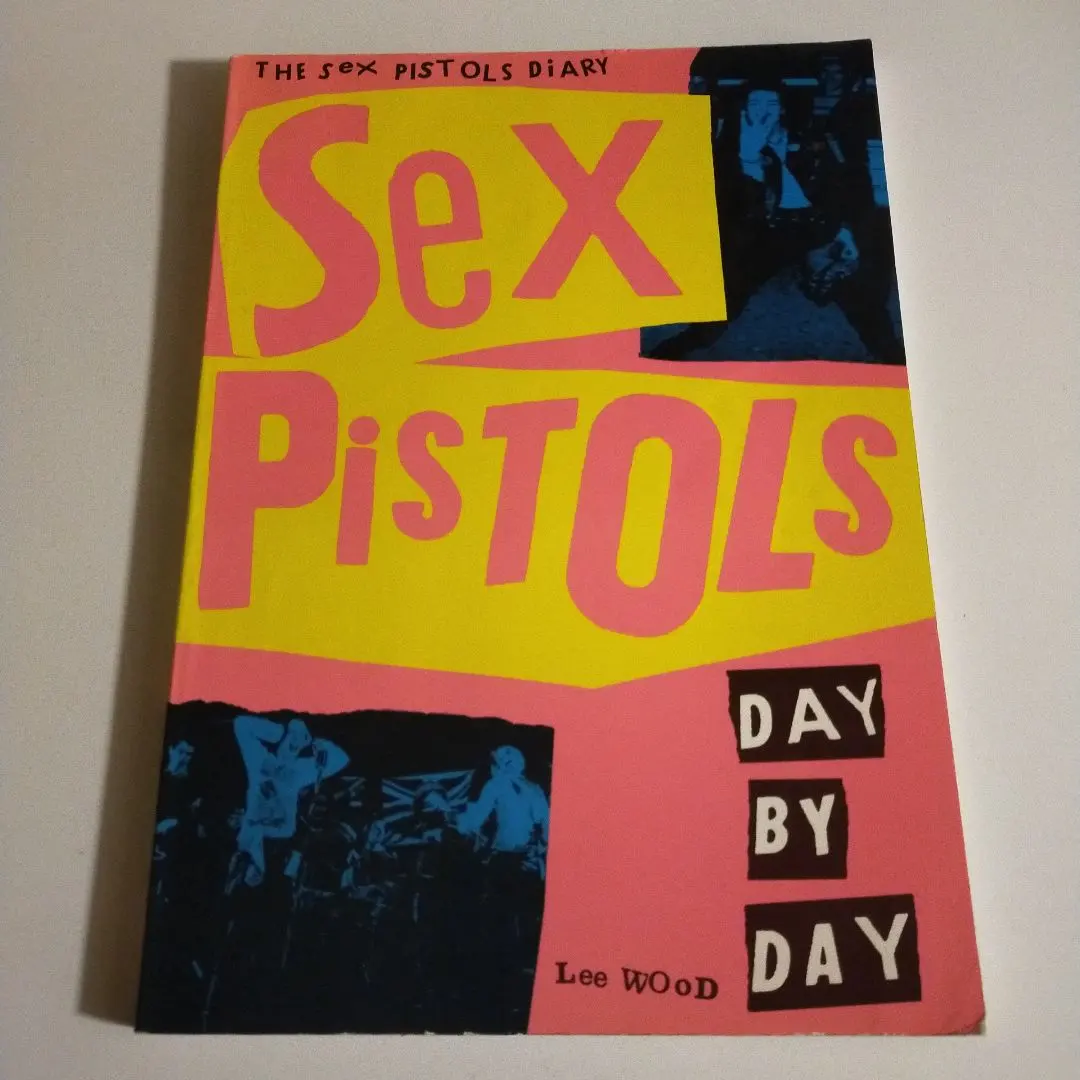 THE SeX PISTOLS DiARY
SeX
PiSTOLS
DAY
BY
DAY
Lee WOoD